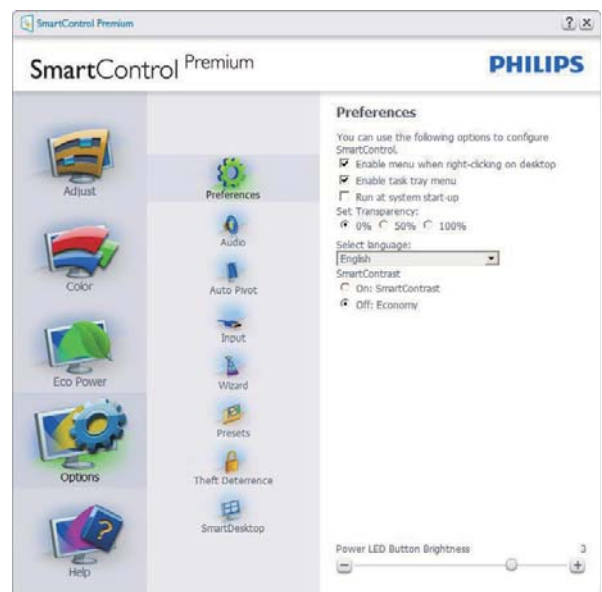 SmartControl Premium
? ×
SmartControl Premium
PHILIPS
Adjust
Color
Eco Power
Options
Help
Preferences
Audio
Auto Pivot
Input
Wizard
Presets
Theft Deterrence
SmartDesktop
Preferences
You can use the following options to configure
SmartControl.
Enable menu when right-clicking on desktop
Enable task tray menu
Run at system start-up
Set Transparency:
0% 50% 100%
Select language:
English
SmartContrast
On: SmartContrast
Off: Economy
Power LED Button Brightness 3